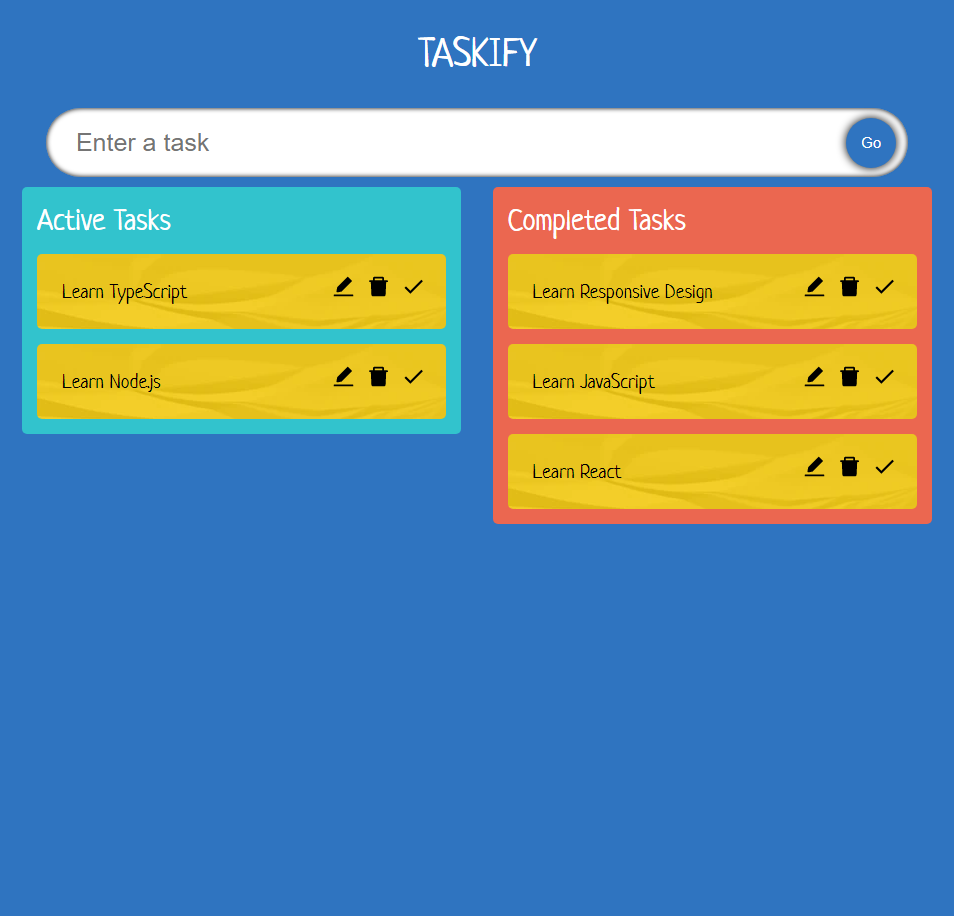 TASKIFY
Enter a task
Go
Active Tasks
Learn TypeScript
Learn Node.js
Completed Tasks
Learn Responsive Design
Learn JavaScript
Learn React